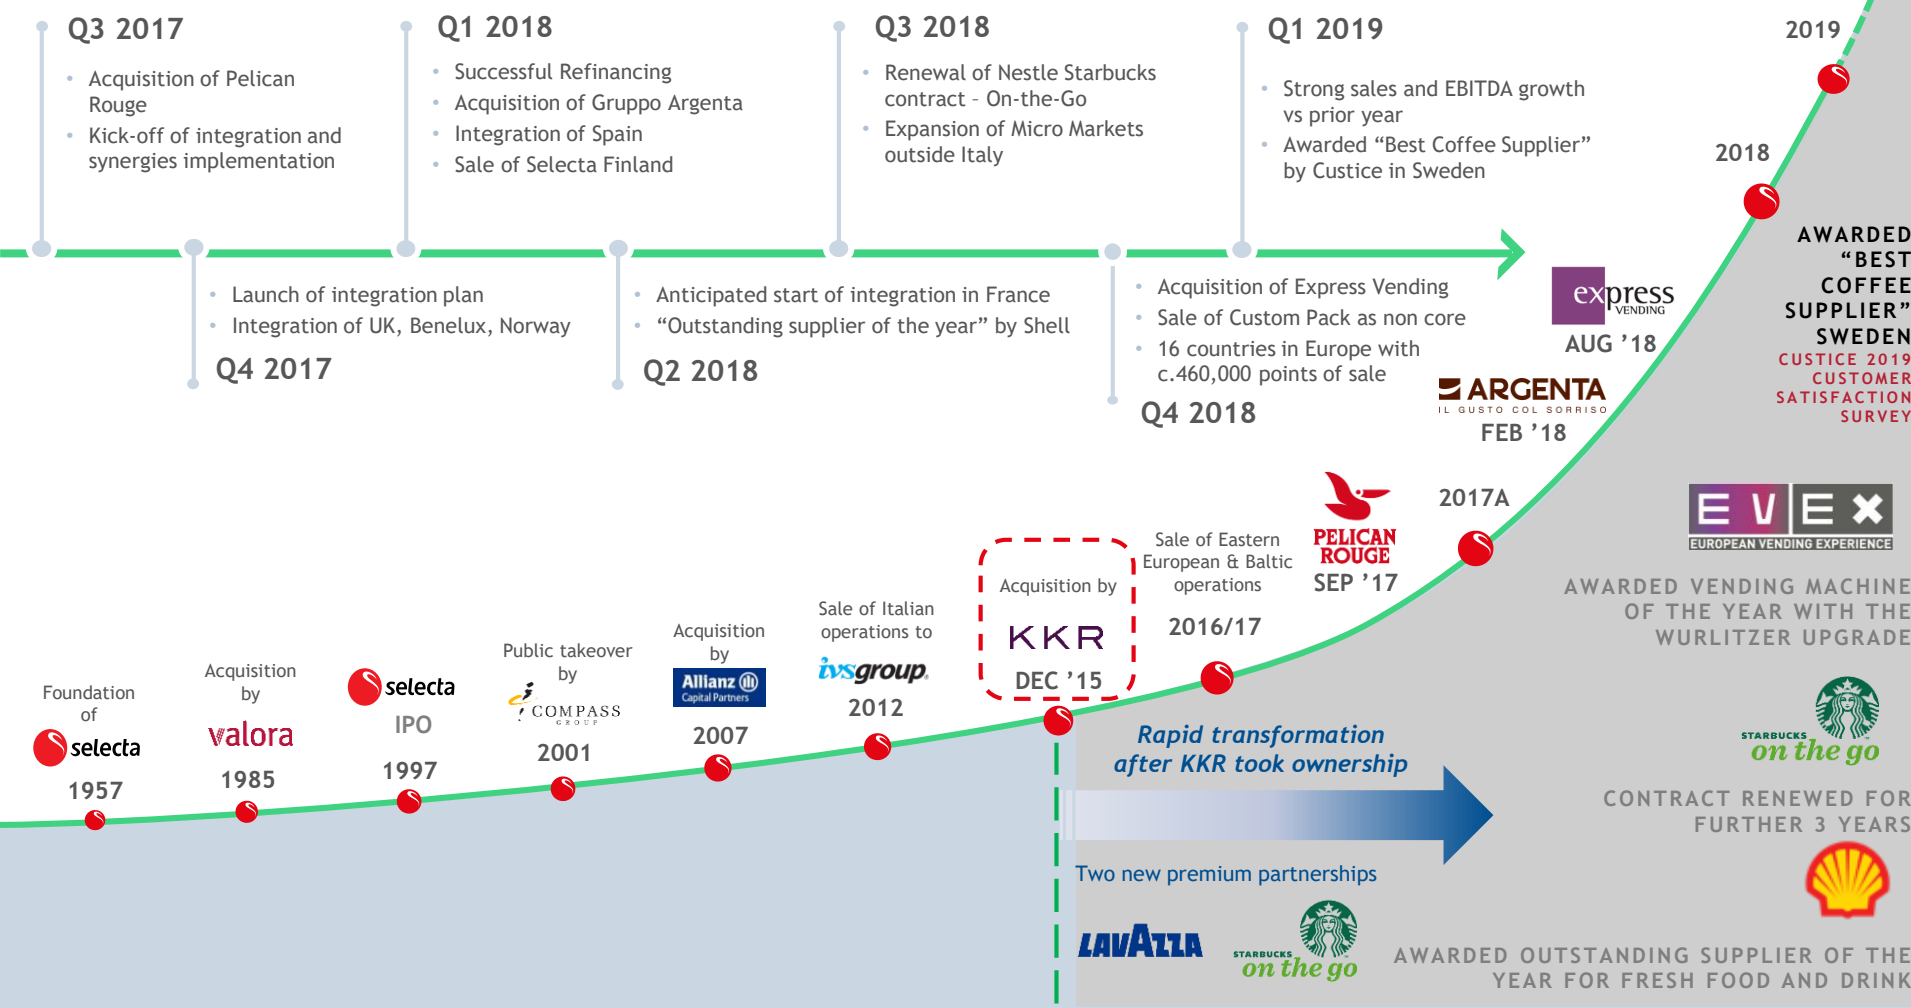 Q3 2017
• Acquisition of Pelican
Rouge
• Kick-off of integration and
synergies implementation
Q1 2018
• Successful Refinancing
• Acquisition of Gruppo Argenta
• Integration of Spain
• Sale of Selecta Finland
Q3 2018
• Renewal of Nestle Starbucks
contract – On-the-Go
• Expansion of Micro Markets
outside Italy
Q1 2019
• Strong sales and EBITDA growth
vs prior year
• Awarded “Best Coffee Supplier”
by Custice in Sweden
• Launch of integration plan
• Integration of UK, Benelux, Norway
Q4 2017
• Anticipated start of integration in France
• “Outstanding supplier of the year” by Shell
Q2 2018
• Acquisition of Express Vending
• Sale of Custom Pack as non core
• 16 countries in Europe with
c.460,000 points of sale
Q4 2018
Foundation
of
selecta
1957
Acquisition
by
valora
1985
selecta
IPO
1997
Public takeover
by
COMPASS
GROUP
2001
Acquisition
by
Allianz
Capital Partners
2007
Sale of Italian
operations to
ivsgroup
2012
Acquisition by
KKR
DEC ’15
Sale of Eastern
European & Baltic
operations
2016/17
PELICAN
ROUGE
SEP ’17
2017A
ARGENTA
IL GUSTO COL SORRISO
FEB ’18
express
VENDING
AUG ’18
2018
2019
AWARDED
“BEST
COFFEE
SUPPLIER”
SWEDEN
CUSTICE 2019
CUSTOMER
SATISFACTION
SURVEY
EVEX
EUROPEAN VENDING EXPERIENCE
AWARDED VENDING MACHINE
OF THE YEAR WITH THE
WURLITZER UPGRADE
STARBUCKS
on the go
CONTRACT RENEWED FOR
FURTHER 3 YEARS
AWARDED OUTSTANDING SUPPLIER OF THE
YEAR FOR FRESH FOOD AND DRINK
Rapid transformation
after KKR took ownership
Two new premium partnerships
LAVAZZA
STARBUCKS
on the go